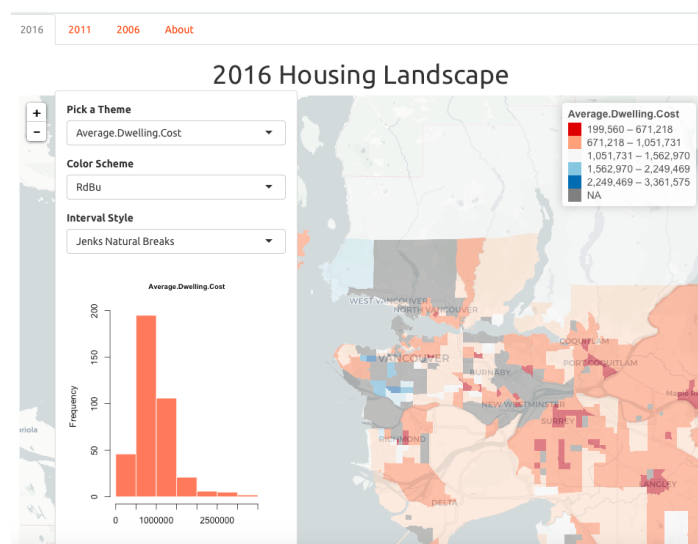 2016 2011 2006 About
2016 Housing Landscape
+
−
Pick a Theme
Average.Dwelling.Cost
Color Scheme
RdBu
Interval Style
Jenks Natural Breaks
Average.Dwelling.Cost
Frequency
200
150
100
50
0
0 1000000 2500000
Average.Dwelling.Cost
199,560 – 671,218
671,218 – 1,051,731
1,051,731 – 1,562,970
1,562,970 – 2,249,469
2,249,469 – 3,361,575
NA
WEST VANCOUVER
NORTH VANCOUVER
VANCOUVER
COQUITLAM
PORT COQUITLAM
BURNABY
Maple
NEW WESTMINSTER
SURREY
RICHMOND
LANGLEY
DELTA